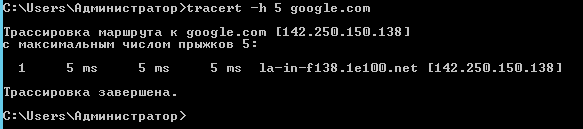 C:\Users\Администратор>tracert -h 5 google.com
Трассировка маршрута к google.com [142.250.150.138]
с максимальным числом прыжков 5:
1 5 ms 5 ms 5 ms la-in-f138.1e100.net [142.250.150.138]
Трассировка завершена.
C:\Users\Администратор>